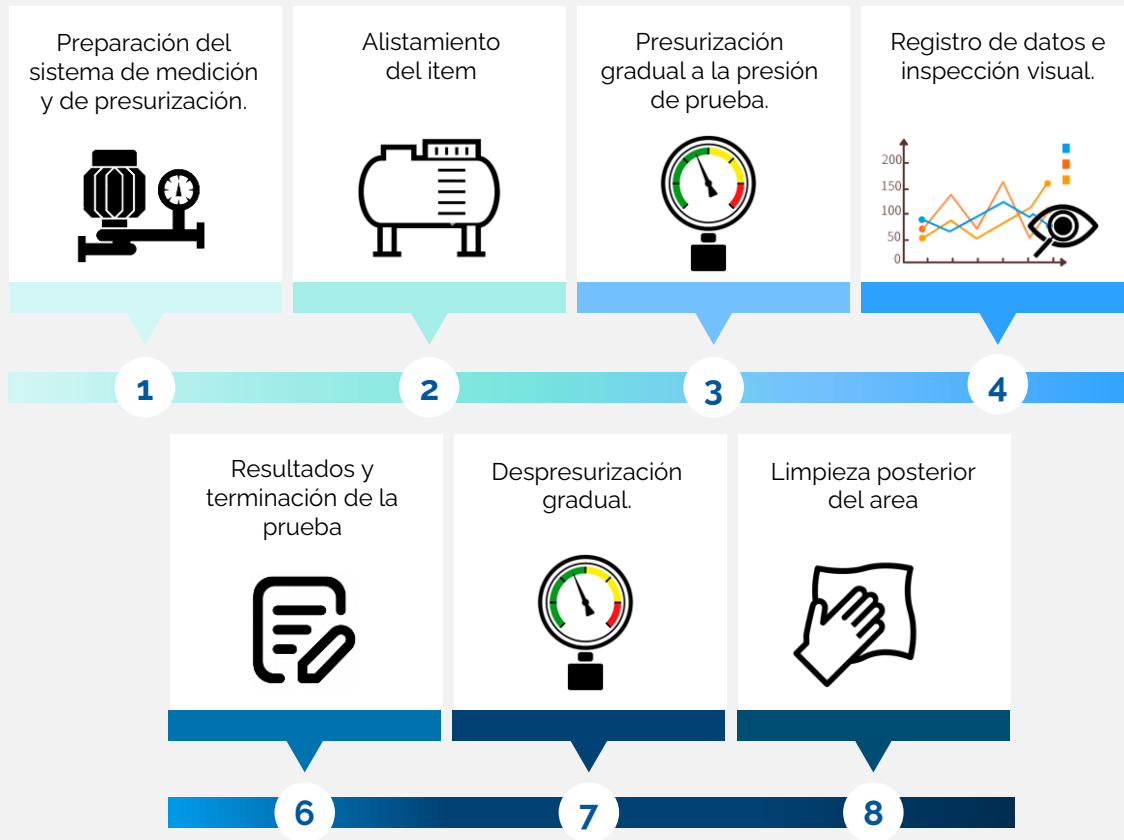 Preparación del
sistema de medición
y de presurización.
Alistamiento
del item
Presurización
gradual a la presión
de prueba.
Registro de datos e
inspección visual.
200
150
100
50
0
1
2
3
4
Resultados y
terminación de la
prueba
Despresurización
gradual.
Limpieza posterior
del area
6
7
8